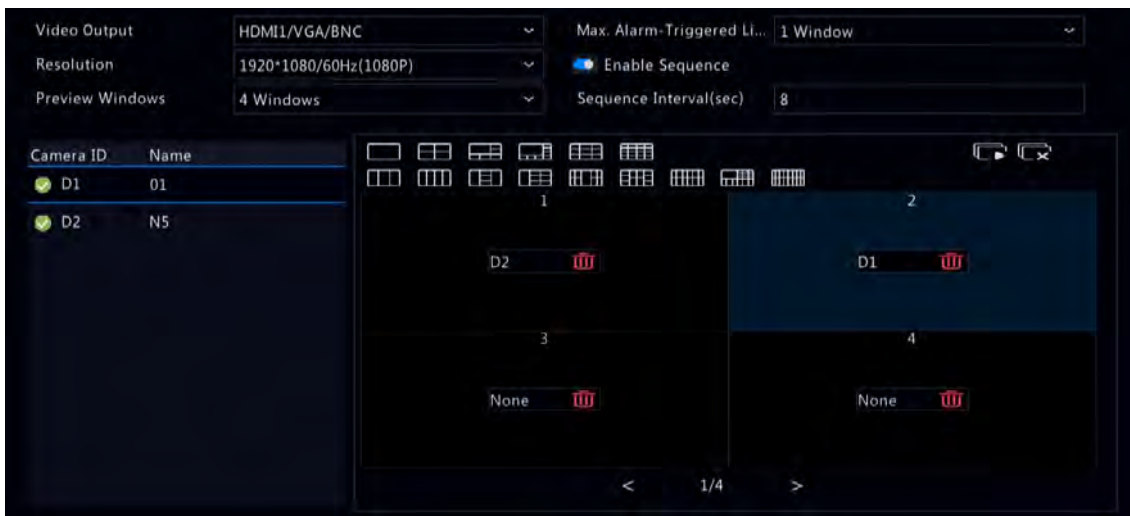 Video Output HDMI1/VGA/BNC Max. Alarm-Triggered Li... 1 Window
Resolution 1920*1080/60Hz(1080P) Enable Sequence
Preview Windows 4 Windows Sequence Interval(sec) 8
Camera ID Name
D1 01
D2 N5
1 2
D2 D1
3 4
None None
< 1/4 >